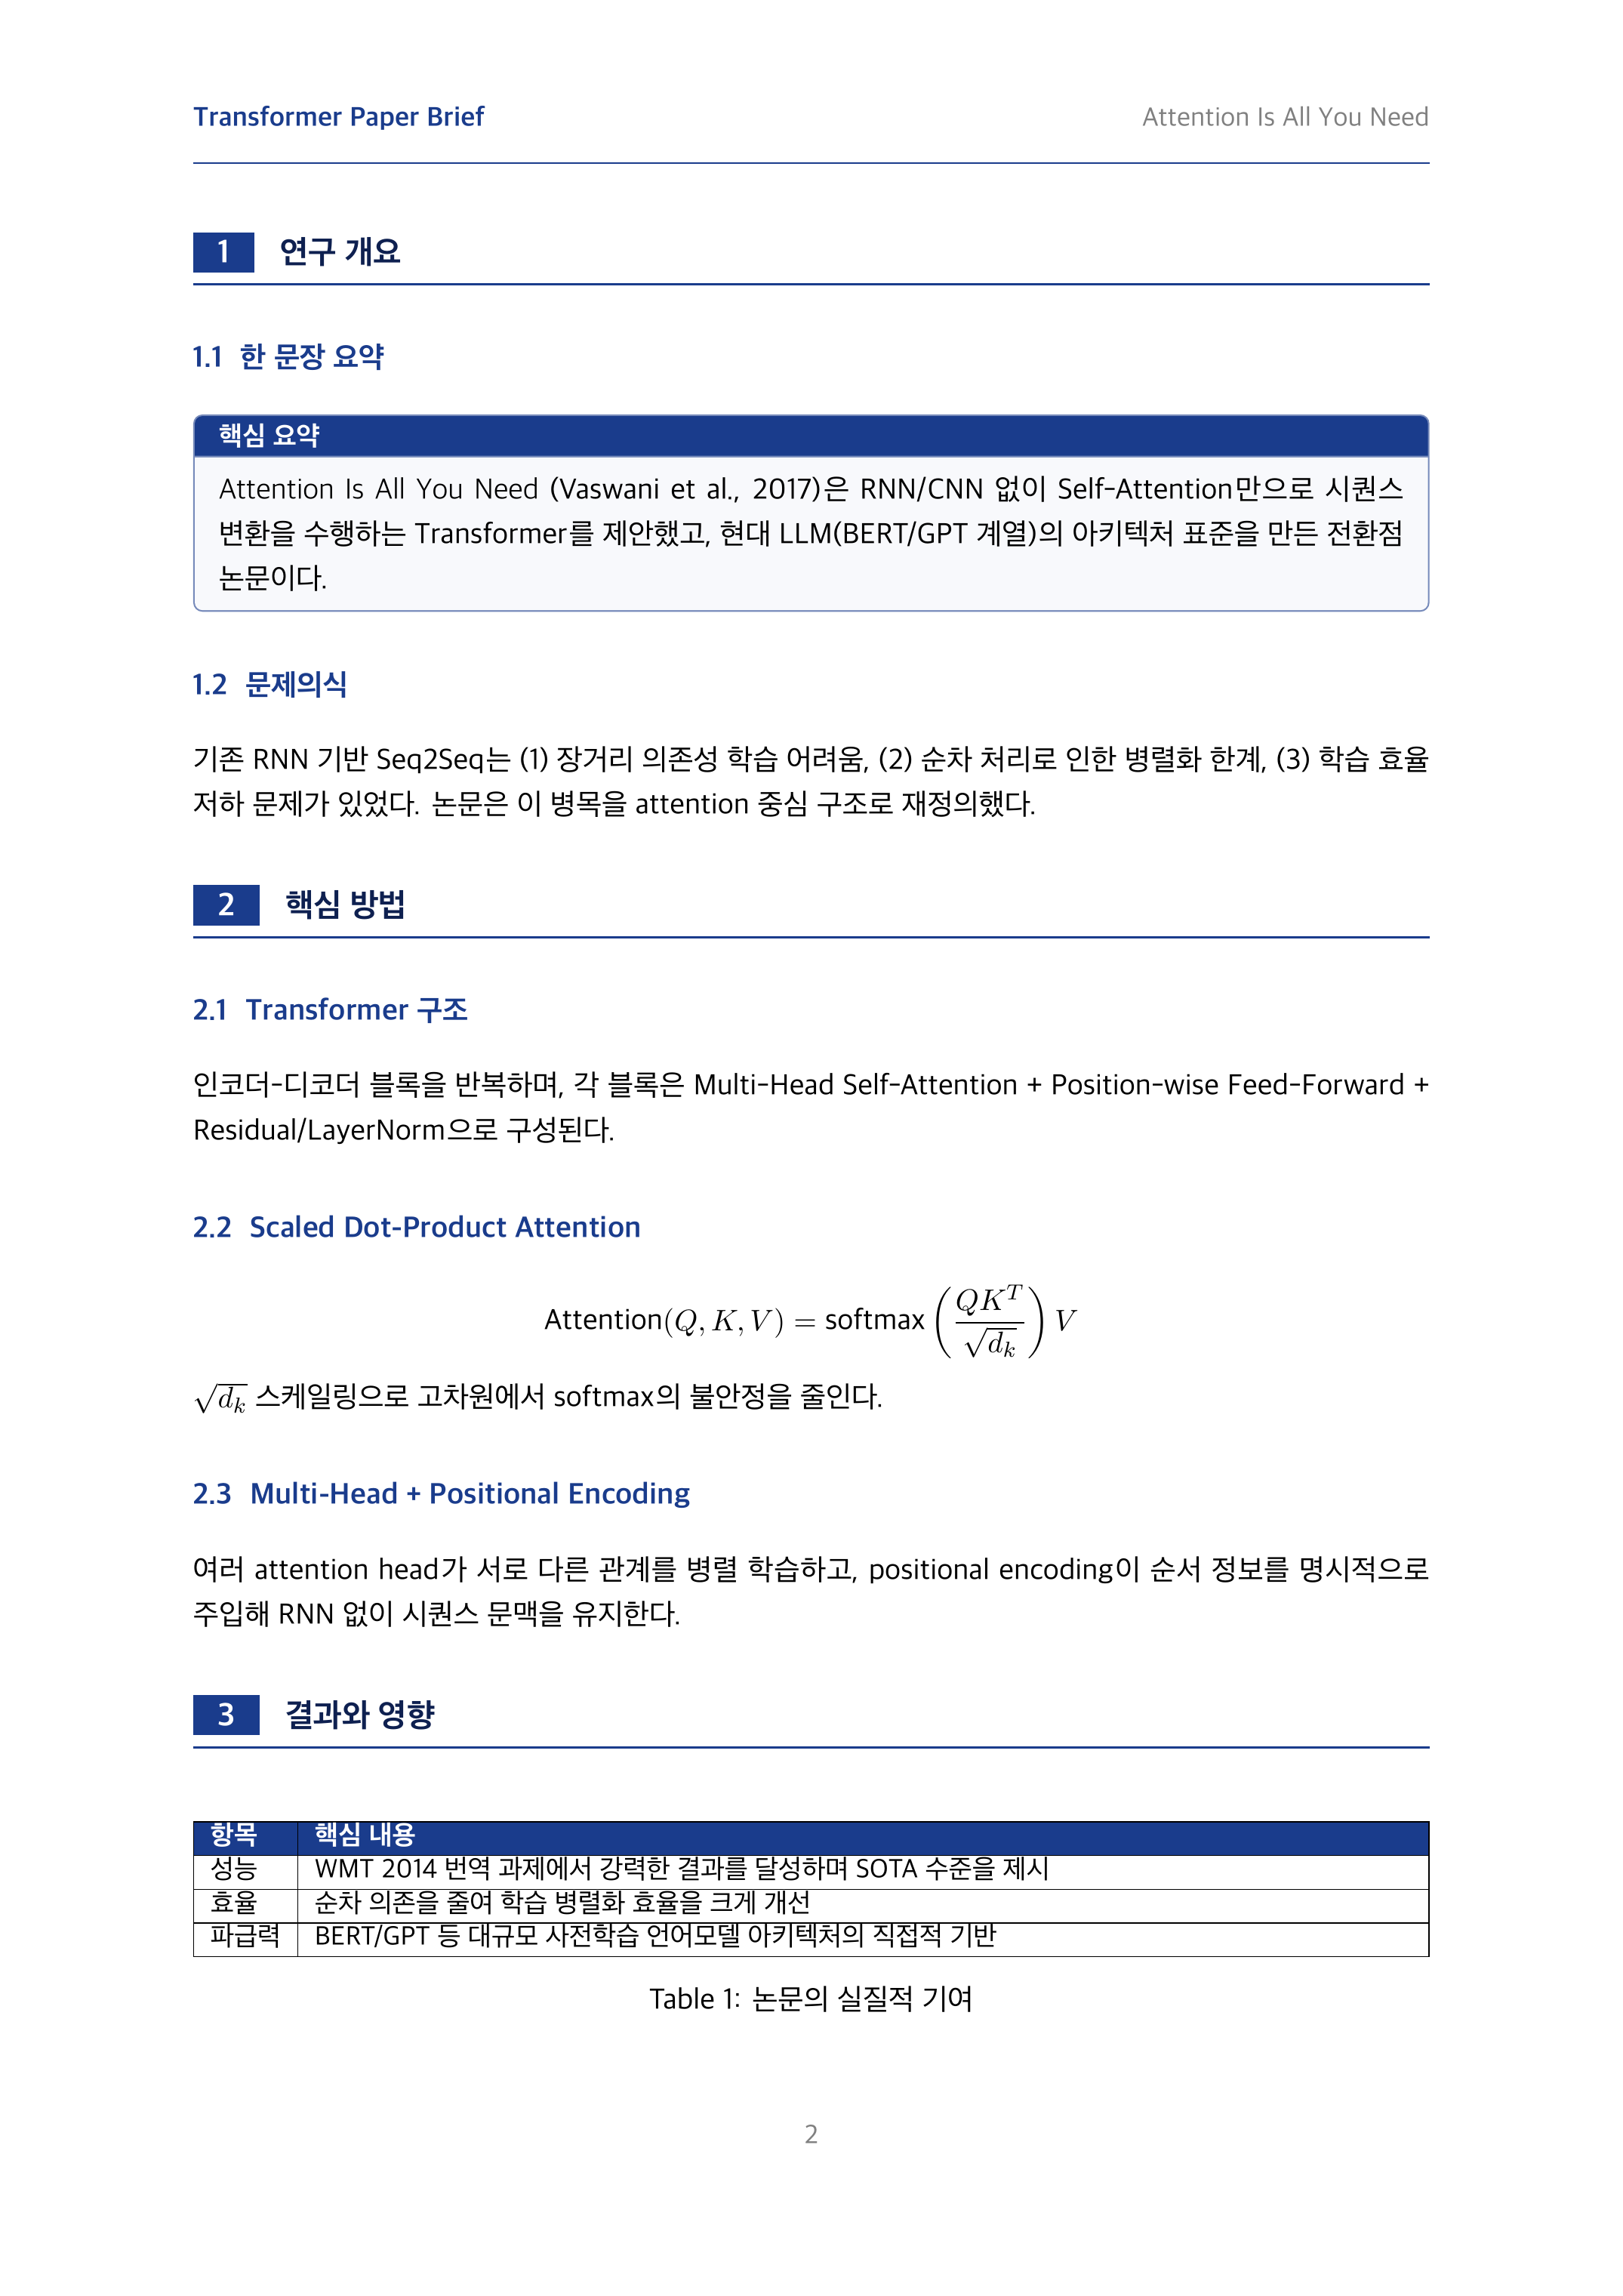 Transformer Paper Brief
Attention Is All You Need
1 연구 개요
1.1 한 문장 요약
핵심 요약
Attention Is All You Need (Vaswani et al., 2017)은 RNN/CNN 없이 Self-Attention만으로 시퀀스
변환을 수행하는 Transformer를 제안했고, 현대 LLM(BERT/GPT 계열)의 아키텍처 표준을 만든 전환점
논문이다.
1.2 문제의식
기존 RNN 기반 Seq2Seq는 (1) 장거리 의존성 학습 어려움, (2) 순차 처리로 인한 병렬화 한계, (3) 학습 효율
저하 문제가 있었다. 논문은 이 병목을 attention 중심 구조로 재정의했다.
2 핵심 방법
2.1 Transformer 구조
인코더-디코더 블록을 반복하며, 각 블록은 Multi-Head Self-Attention + Position-wise Feed-Forward +
Residual/LayerNorm으로 구성된다.
2.2 Scaled Dot-Product Attention
Attention(Q, K, V) = softmax(QK^T / √d_k) V
√d_k 스케일링으로 고차원에서 softmax의 불안정을 줄인다.
2.3 Multi-Head + Positional Encoding
여러 attention head가 서로 다른 관계를 병렬 학습하고, positional encoding이 순서 정보를 명시적으로
주입해 RNN 없이 시퀀스 문맥을 유지한다.
3 결과와 영향
항목 핵심 내용
성능 WMT 2014 번역 과제에서 강력한 결과를 달성하며 SOTA 수준을 제시
효율 순차 의존을 줄여 학습 병렬화 효율을 크게 개선
파급력 BERT/GPT 등 대규모 사전학습 언어모델 아키텍처의 직접적 기반
Table 1: 논문의 실질적 기여
2